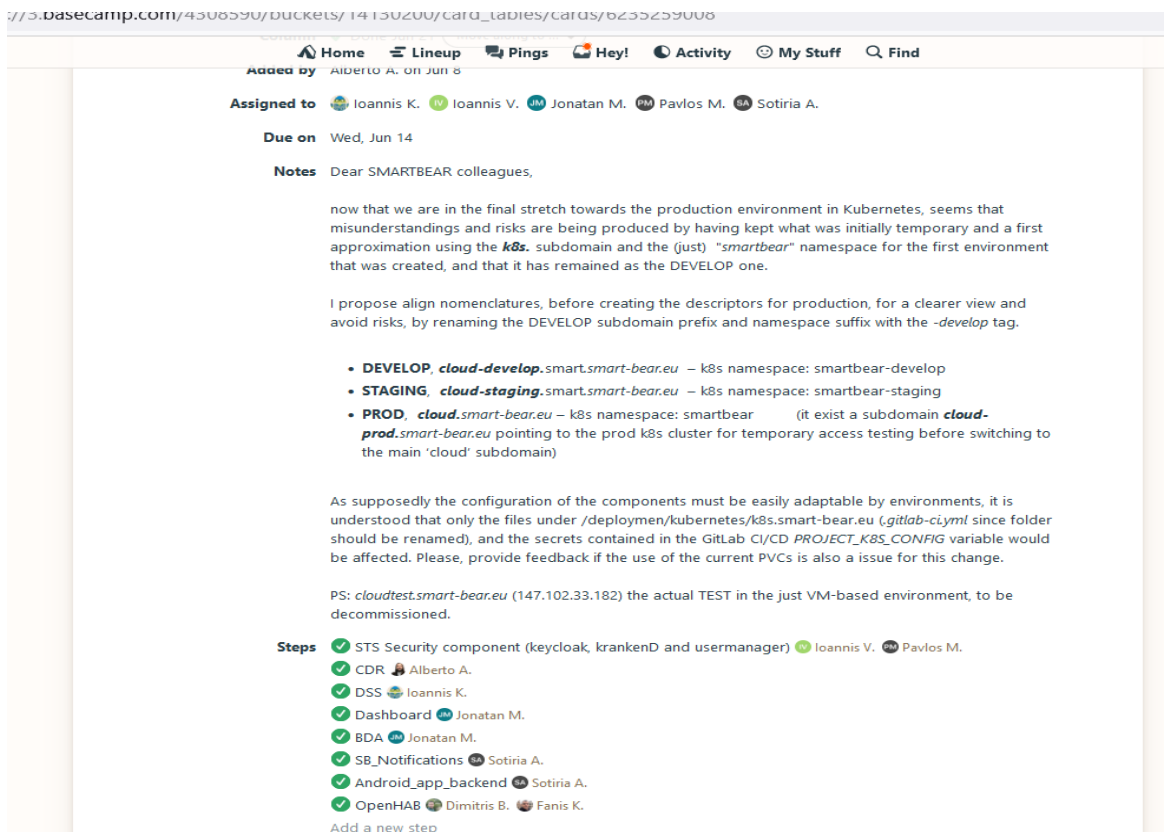 ://3.basecamp.com/4308590/buckets/14130200/card_tables/cards/6235259008
Home Lineup Pings Hey! Activity My Stuff Find
Added by Alberto A. on Jun 8
Assigned to Ioannis K. IV Ioannis V. JM Jonatan M. PM Pavlos M. SA Sotiria A.
Due on Wed, Jun 14
Notes Dear SMARTBEAR colleagues,
now that we are in the final stretch towards the production environment in Kubernetes, seems that
misunderstandings and risks are being produced by having kept what was initially temporary and a first
approximation using the k8s. subdomain and the (just) "smartbear" namespace for the first environment
that was created, and that it has remained as the DEVELOP one.
I propose align nomenclatures, before creating the descriptors for production, for a clearer view and
avoid risks, by renaming the DEVELOP subdomain prefix and namespace suffix with the -develop tag.
• DEVELOP, cloud-develop.smart.smart-bear.eu – k8s namespace: smartbear-develop
• STAGING, cloud-staging.smart.smart-bear.eu – k8s namespace: smartbear-staging
• PROD, cloud.smart-bear.eu – k8s namespace: smartbear (it exist a subdomain cloud-
prod.smart-bear.eu pointing to the prod k8s cluster for temporary access testing before switching to
the main ‘cloud’ subdomain)
As supposedly the configuration of the components must be easily adaptable by environments, it is
understood that only the files under /deploymen/kubernetes/k8s.smart-bear.eu (.gitlab-ci.yml since folder
should be renamed), and the secrets contained in the GitLab CI/CD PROJECT_K8S_CONFIG variable would
be affected. Please, provide feedback if the use of the current PVCs is also a issue for this change.
PS: cloudtest.smart-bear.eu (147.102.33.182) the actual TEST in the just VM-based environment, to be
decommissioned.
Steps STS Security component (keycloak, krankenD and usermanager) IV Ioannis V. PM Pavlos M.
CDR Alberto A.
DSS Ioannis K.
Dashboard JM Jonatan M.
BDA JM Jonatan M.
SB_Notifications SA Sotiria A.
Android_app_backend SA Sotiria A.
OpenHAB Dimitris B. Fanis K.
Add a new step